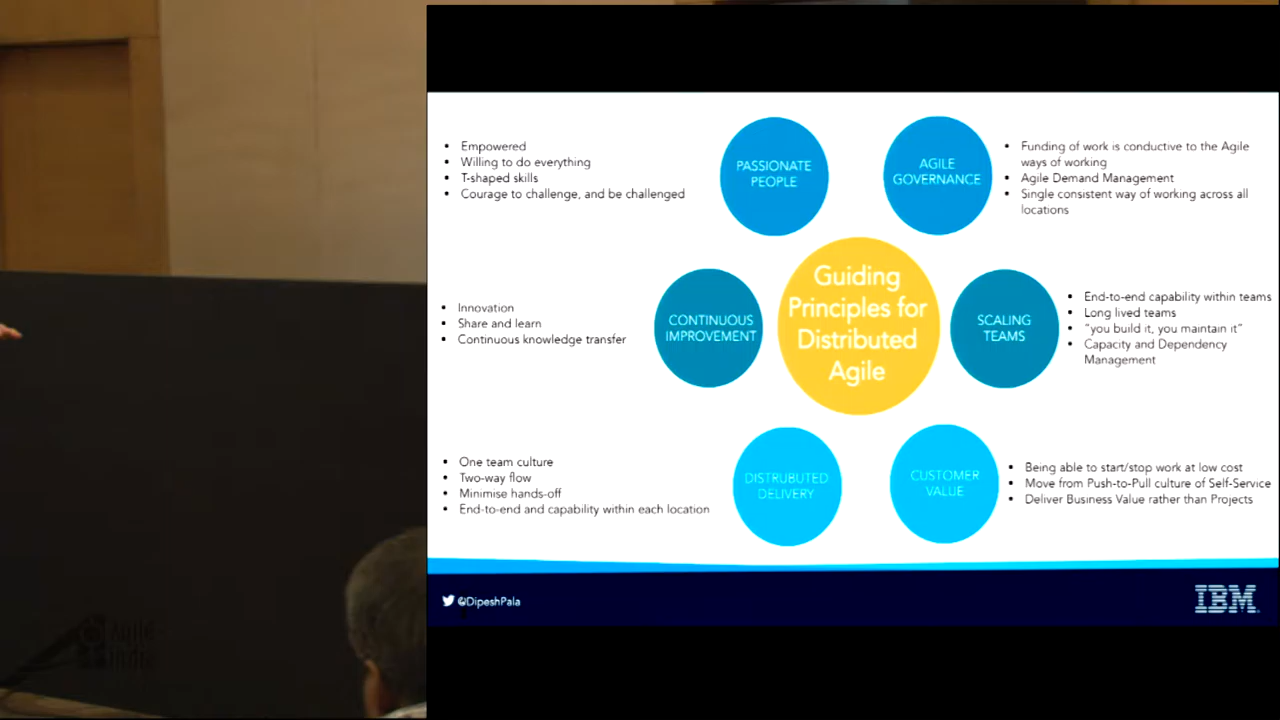 Empowered
Willing to do everything
T-shaped skills
Courage to challenge, and be challenged
PASSIONATE
PEOPLE
AGILE
GOVERNANCE
Funding of work is conductive to the Agile
ways of working
Agile Demand Management
Single consistent way of working across all
locations
Innovation
Share and learn
Continuous knowledge transfer
CONTINUOUS
IMPROVEMENT
Guiding
Principles for
Distributed
Agile
SCALING
TEAMS
End-to-end capability within teams
Long lived teams
"you build it, you maintain it"
Capacity and Dependency
Management
One team culture
Two-way flow
Minimise hands-off
End-to-end and capability within each location
DISTRUBUTED
DELIVERY
CUSTOMER
VALUE
Being able to start/stop work at low cost
Move from Push-to-Pull culture of Self-Service
Deliver Business Value rather than Projects
@DipeshPala
IBM
Agile
India